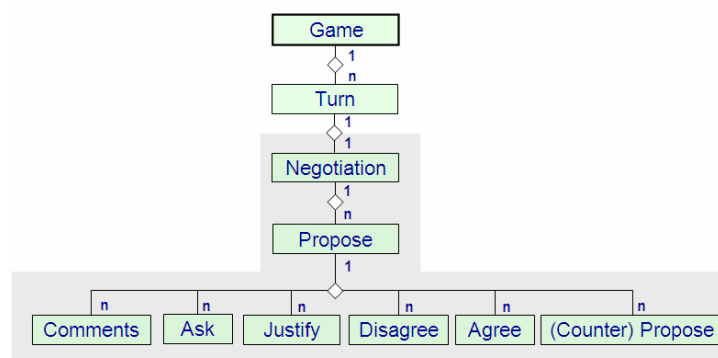 Game
1
n
Turn
1
1
Negotiation
1
n
Propose
1
n n n n n n
Comments Ask Justify Disagree Agree (Counter) Propose